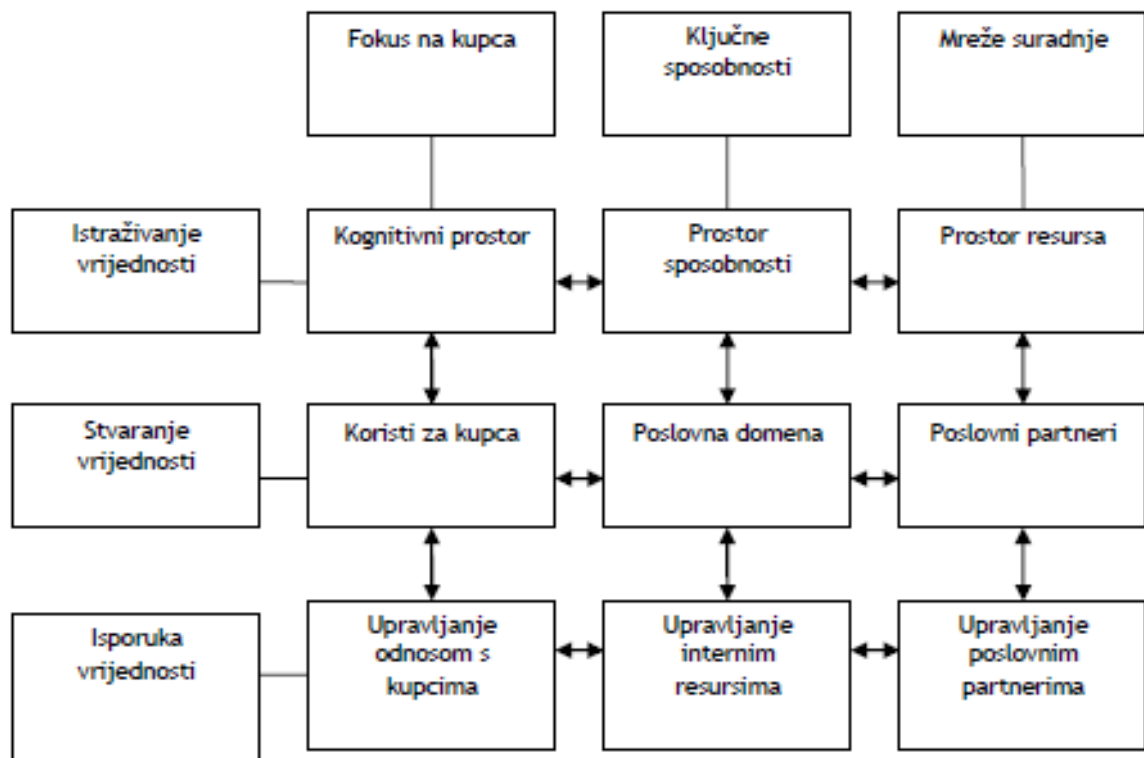 Fokus na kupca
Ključne
sposobnosti
Mreže suradnje
Istraživanje
vrijednosti
Kognitivni prostor
Prostor
sposobnosti
Prostor resursa
Stvaranje
vrijednosti
Koristi za kupca
Poslovna domena
Poslovni partneri
Isporuka
vrijednosti
Upravljanje
odnosom s
kupcima
Upravljanje
internim
resursima
Upravljanje
poslovnim
partnerima